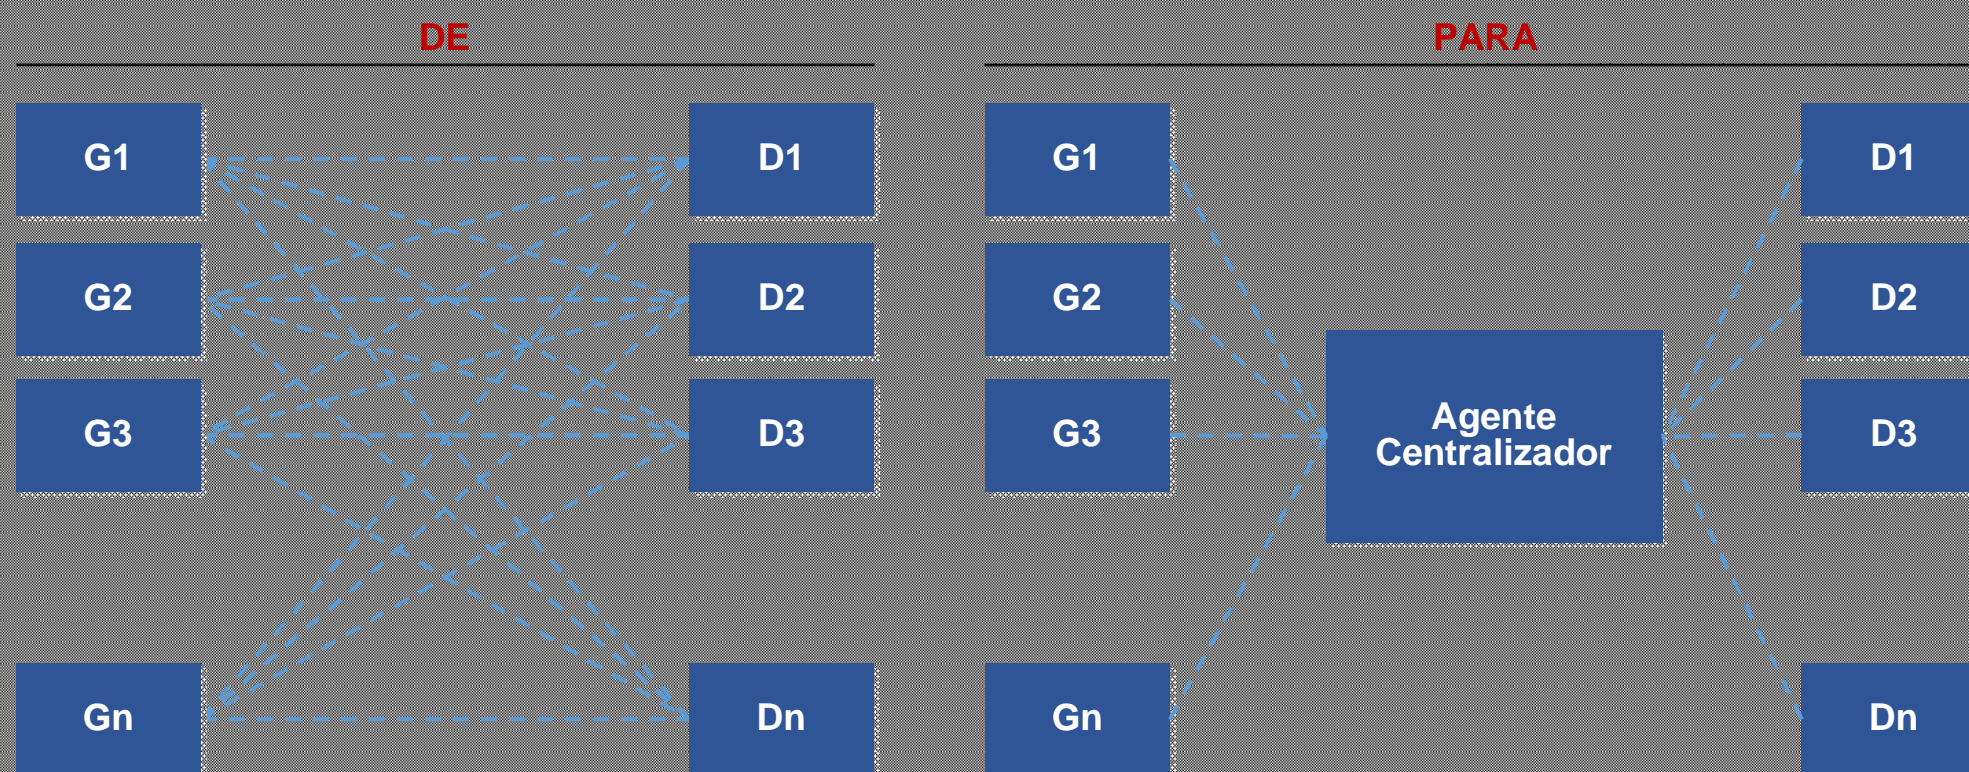 DE
PARA
G1
D1
G1
D1
G2
D2
G2
D2
G3
D3
G3
Agente
Centralizador
D3
Gn
Dn
Gn
Dn